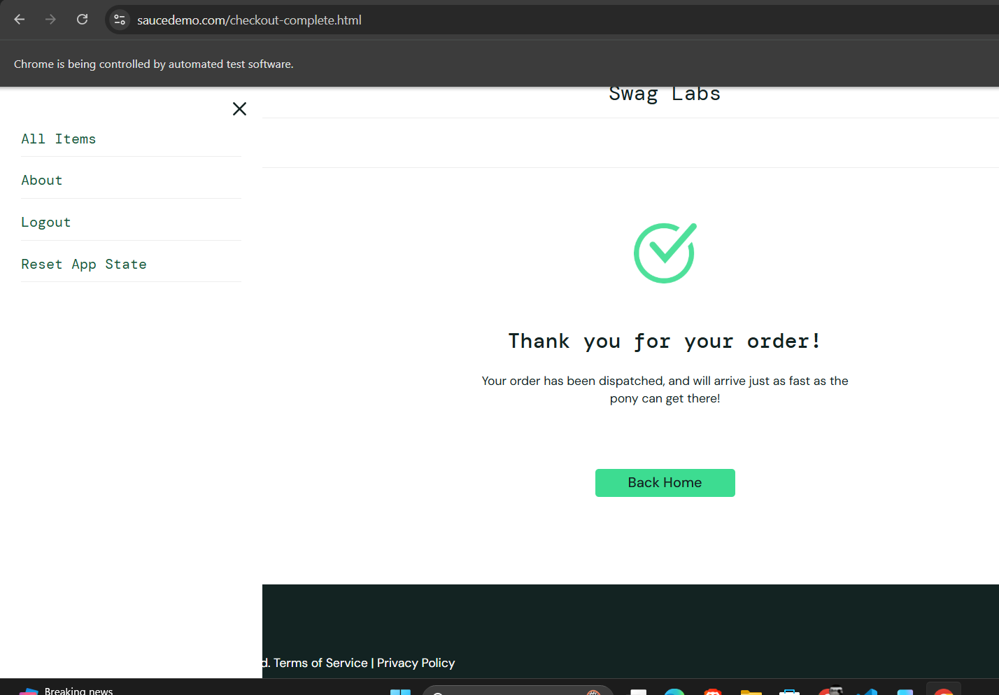 saucedemo.com/checkout-complete.html
Chrome is being controlled by automated test software.
Swag Labs
All Items
About
Logout
Reset App State
Thank you for your order!
Your order has been dispatched, and will arrive just as fast as the
pony can get there!
Back Home
d. Terms of Service | Privacy Policy
Breaking news